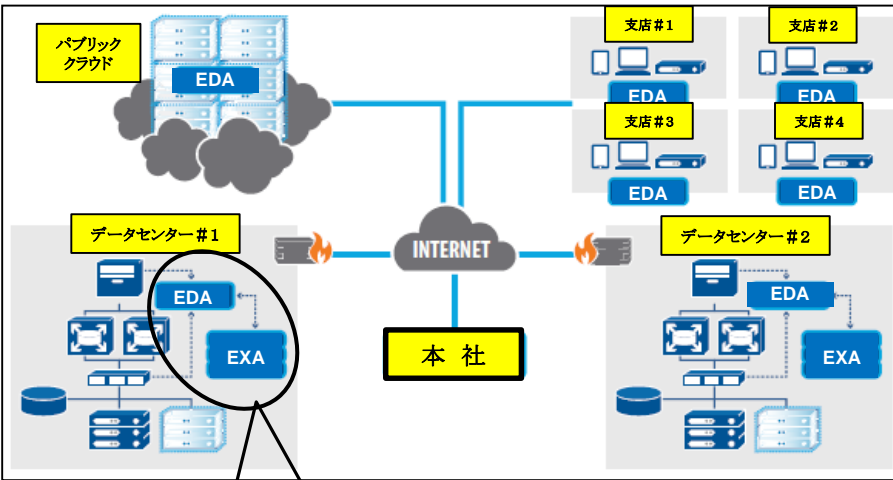 パブリック
クラウド
EDA
支店#1
EDA
支店#2
EDA
支店#3
EDA
支店#4
EDA
データセンター#1
EDA
EXA
INTERNET
本 社
データセンター#2
EDA
EXA